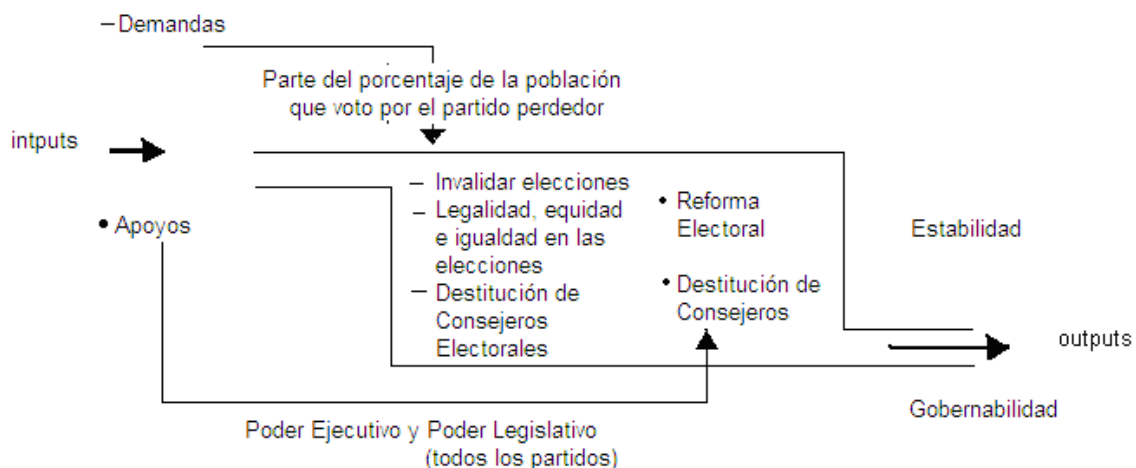 – Demandas
Parte del porcentaje de la población
que voto por el partido perdedor
intputs
– Invalidar elecciones
– Legalidad, equidad
e igualdad en las
elecciones
– Destitución de
Consejeros
Electorales
• Reforma
Electoral
• Destitución de
Consejeros
• Apoyos
Estabilidad
outputs
Gobernabilidad
Poder Ejecutivo y Poder Legislativo
(todos los partidos)